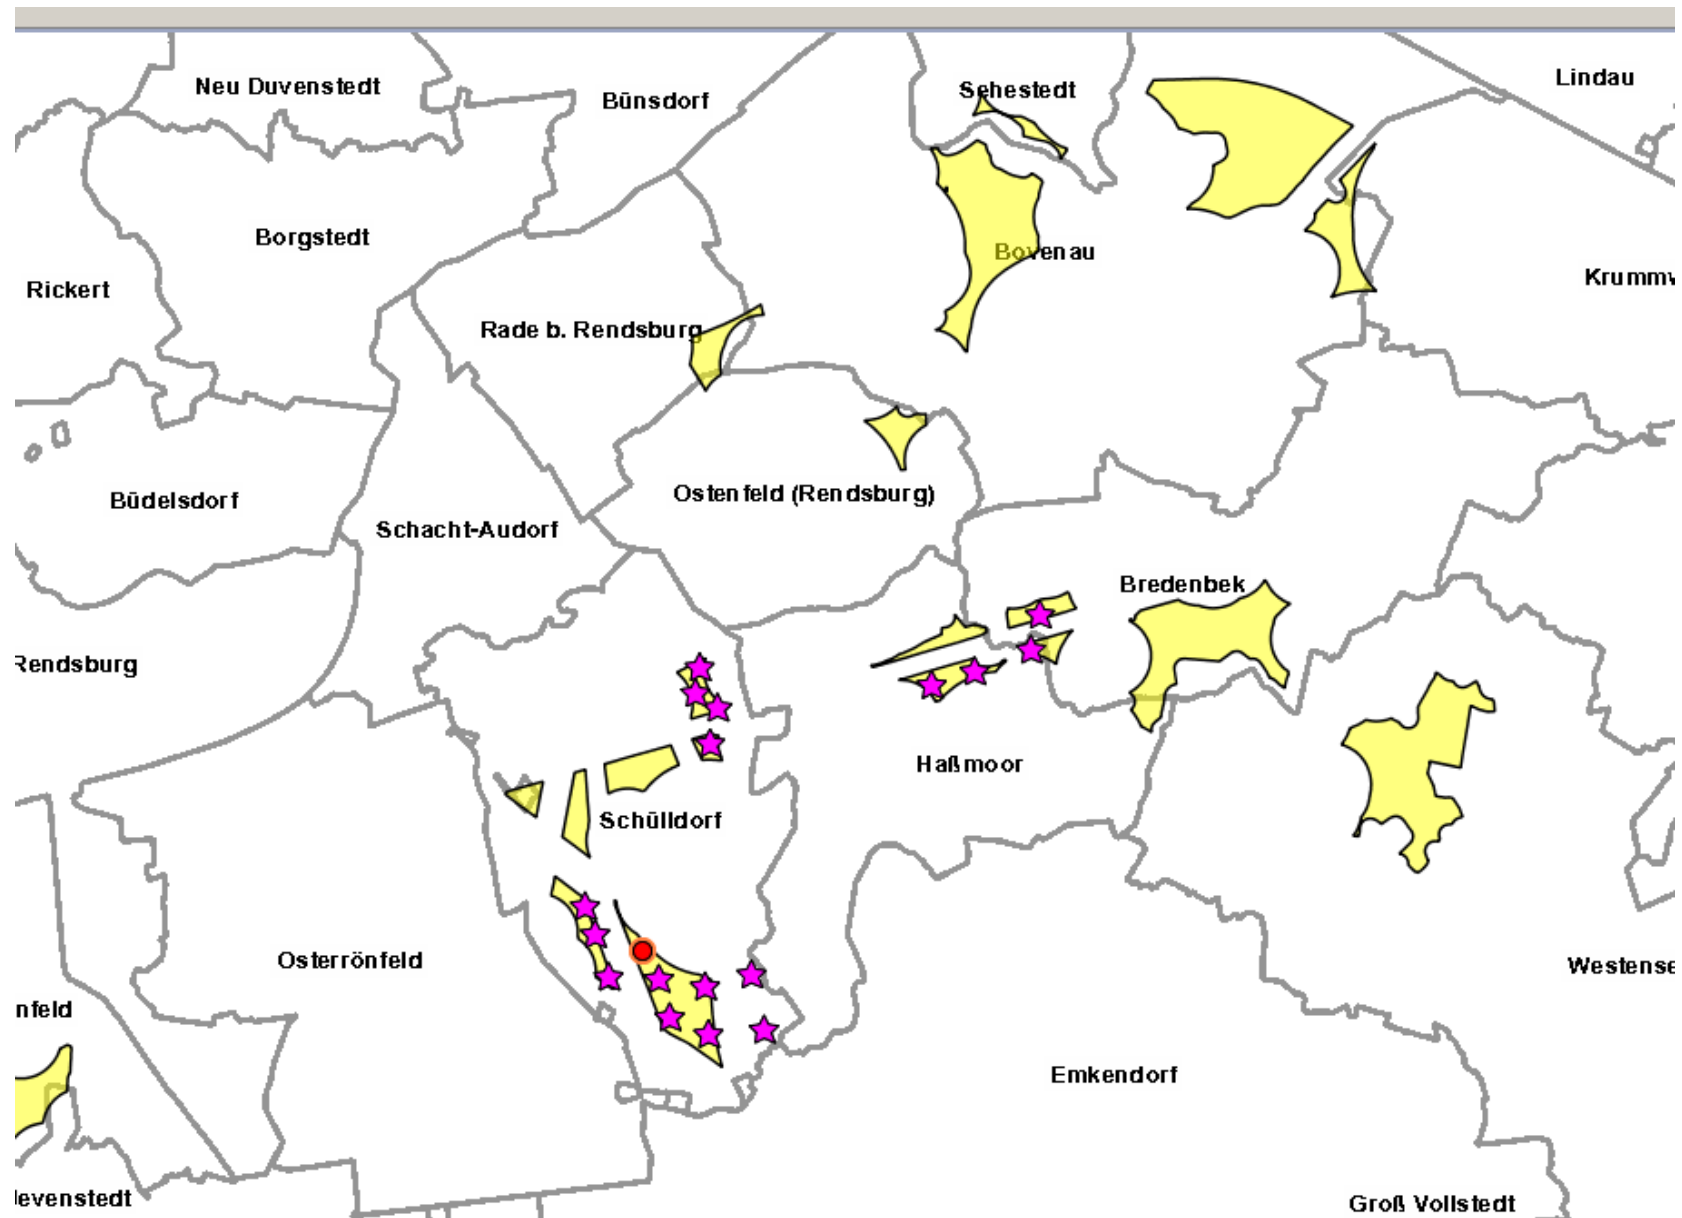 Lindau
Neu Duvenstedt
Sehestedt
Bünsdorf
Borgstedt
Bovenau
Krummw
Rickert
Rade b. Rendsburg
Ostenfeld (Rendsburg)
Büdelsdorf
Schacht-Audorf
Bredenbek
Rendsburg
Haßmoor
Schülldorf
Osterrönfeld
Westense
nfeld
Emkendorf
levenstedt
Groß Vollstedt